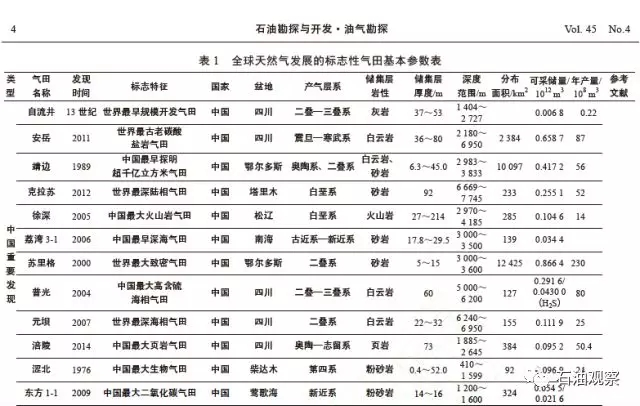 4 石油勘探与开发·油气勘探 Vol. 45 No.4
表 1 全球天然气发展的标志性气田基本参数表
类型 气田名称 发现时间 标志特征 国家 盆地 产气层系 储集层岩性 储集层厚度/m 深度范围/m 分布面积/km² 可采储量/10¹² m³ 年产量/10⁸ m³ 参考文献
中国重要发现
自流井 13 世纪 世界最早规模开发气田 中国 四川 二叠—三叠系 灰岩 37~53 1 404~2 727 0.006 8 0.22
安岳 2011 世界最古老碳酸盐岩气田 中国 四川 震旦—寒武系 白云岩 36~80 2 180~6 950 2 384 0.658 7 87
靖边 1989 中国最早探明超千亿立方米气田 中国 鄂尔多斯 奥陶系、二叠系 白云岩、砂岩 6.3~45.0 2 983~3 833 10 097 0.417 2 56
克拉苏 2012 世界最深陆相气田 中国 塔里木 白垩系 砂岩 92 6 669~7 745 233 0.255 1 52
徐深 2005 中国最大火山岩气田 中国 松辽 白垩系 火山岩 27~214 2 970~4 185 285 0.104 6 14
荔湾 3-1 2006 中国最早深海气田 中国 南海 古近系—新近系 砂岩 17.8~29.5 3 000~3 500 139 0.034 4
苏里格 2000 世界最大致密气田 中国 鄂尔多斯 二叠系 砂岩 5~15 3 000~3 600 12 425 0.866 4 230
普光 2004 中国最大高含硫海相气田 中国 四川 二叠—三叠系 白云岩 60 5 000~6 200 127 0.291 6/0.0430 0(H₂S) 80
元坝 2007 世界最深海相气田 中国 四川 二叠系 白云岩 22~32 6 240~6 950 155 0.111 9 25
涪陵 2014 中国最大页岩气田 中国 四川 奥陶—志留系 页岩 73 1 885~2 645 384 0.095 2 50.4
涩北 1976 中国最大生物气田 中国 柴达木 第四系 粉砂岩 0.4~52.0 410~1 599 92
东方 1-1 2009 中国最大二氧化碳气田 中国 莺歌海 新近系 粉砂岩 14~16 1 200~1 600 324 0.054 5/0.021 6
石油观察